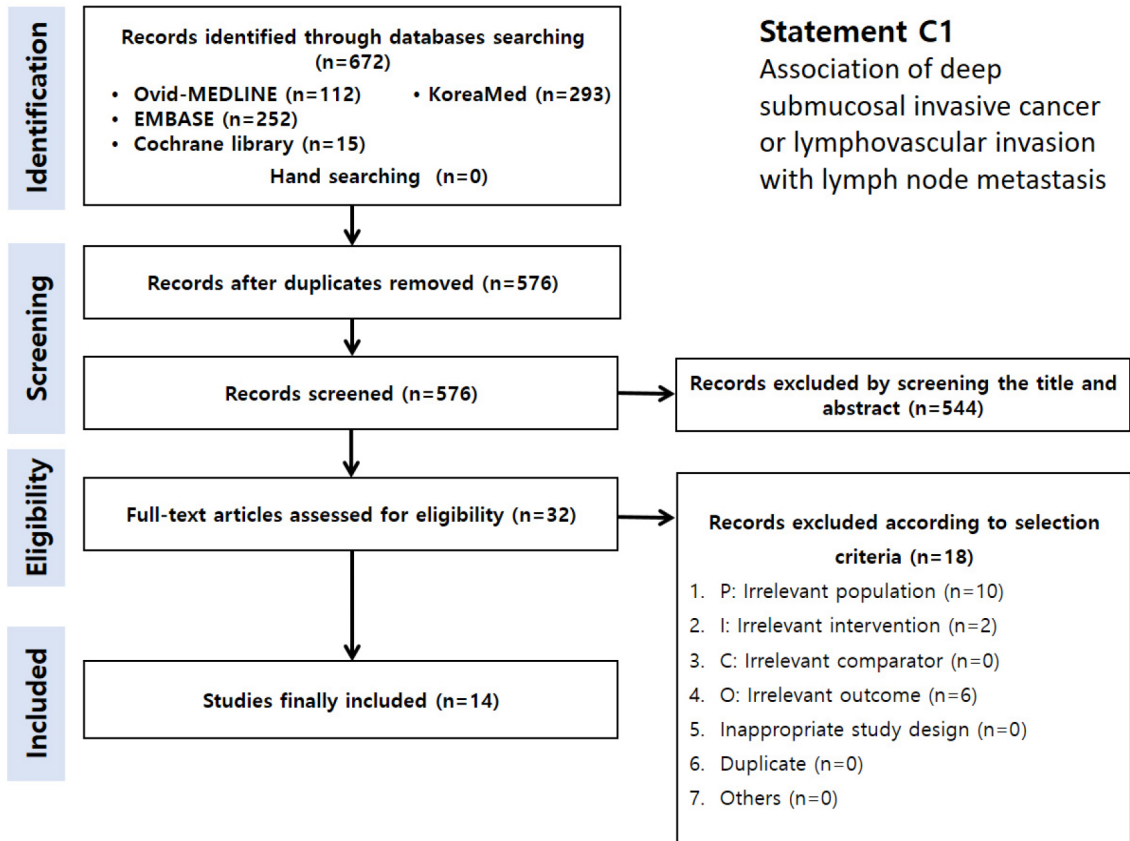 Identification
Records identified through databases searching
(n=672)
• Ovid-MEDLINE (n=112)
• KoreaMed (n=293)
• EMBASE (n=252)
• Cochrane library (n=15)
Hand searching (n=0)
Statement C1
Association of deep
submucosal invasive cancer
or lymphovascular invasion
with lymph node metastasis
Screening
Records after duplicates removed (n=576)
Records screened (n=576)
Records excluded by screening the title and
abstract (n=544)
Eligibility
Full-text articles assessed for eligibility (n=32)
Records excluded according to selection
criteria (n=18)
1. P: Irrelevant population (n=10)
2. I: Irrelevant intervention (n=2)
3. C: Irrelevant comparator (n=0)
4. O: Irrelevant outcome (n=6)
5. Inappropriate study design (n=0)
6. Duplicate (n=0)
7. Others (n=0)
Included
Studies finally included (n=14)